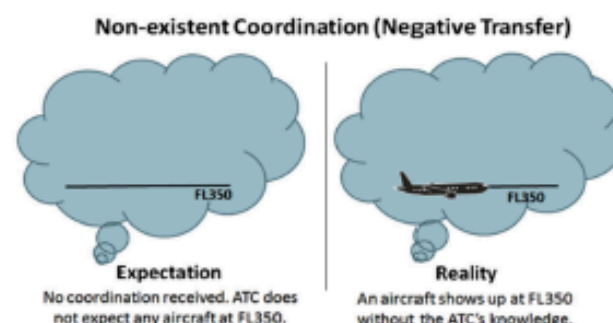 Non-existent Coordination (Negative Transfer)
FL350
FL350
Expectation
No coordination received. ATC does
not expect any aircraft at FL350.
Reality
An aircraft shows up at FL350
without the ATC's knowledge.